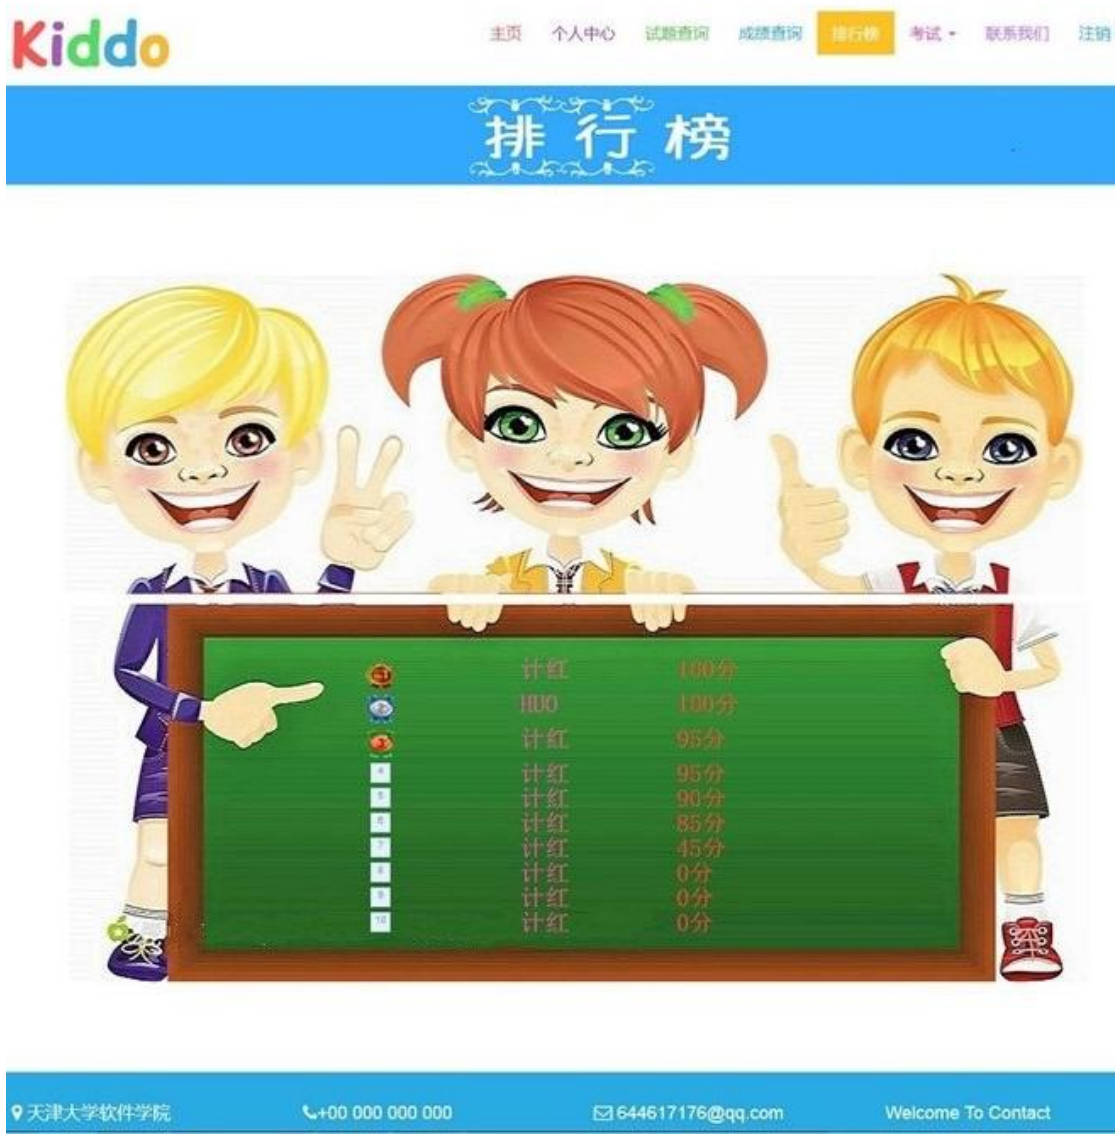 Kiddo
主页 个人中心 试题查询 成绩查询 排行榜 考试 联系我们 注销
排行榜
计红 100分
HUO 100分
计红 95分
4 计红 95分
5 计红 90分
6 计红 85分
7 计红 45分
8 计红 0分
9 计红 0分
10 计红 0分
天津大学软件学院 +00 000 000 000 644617176@qq.com Welcome To Contact